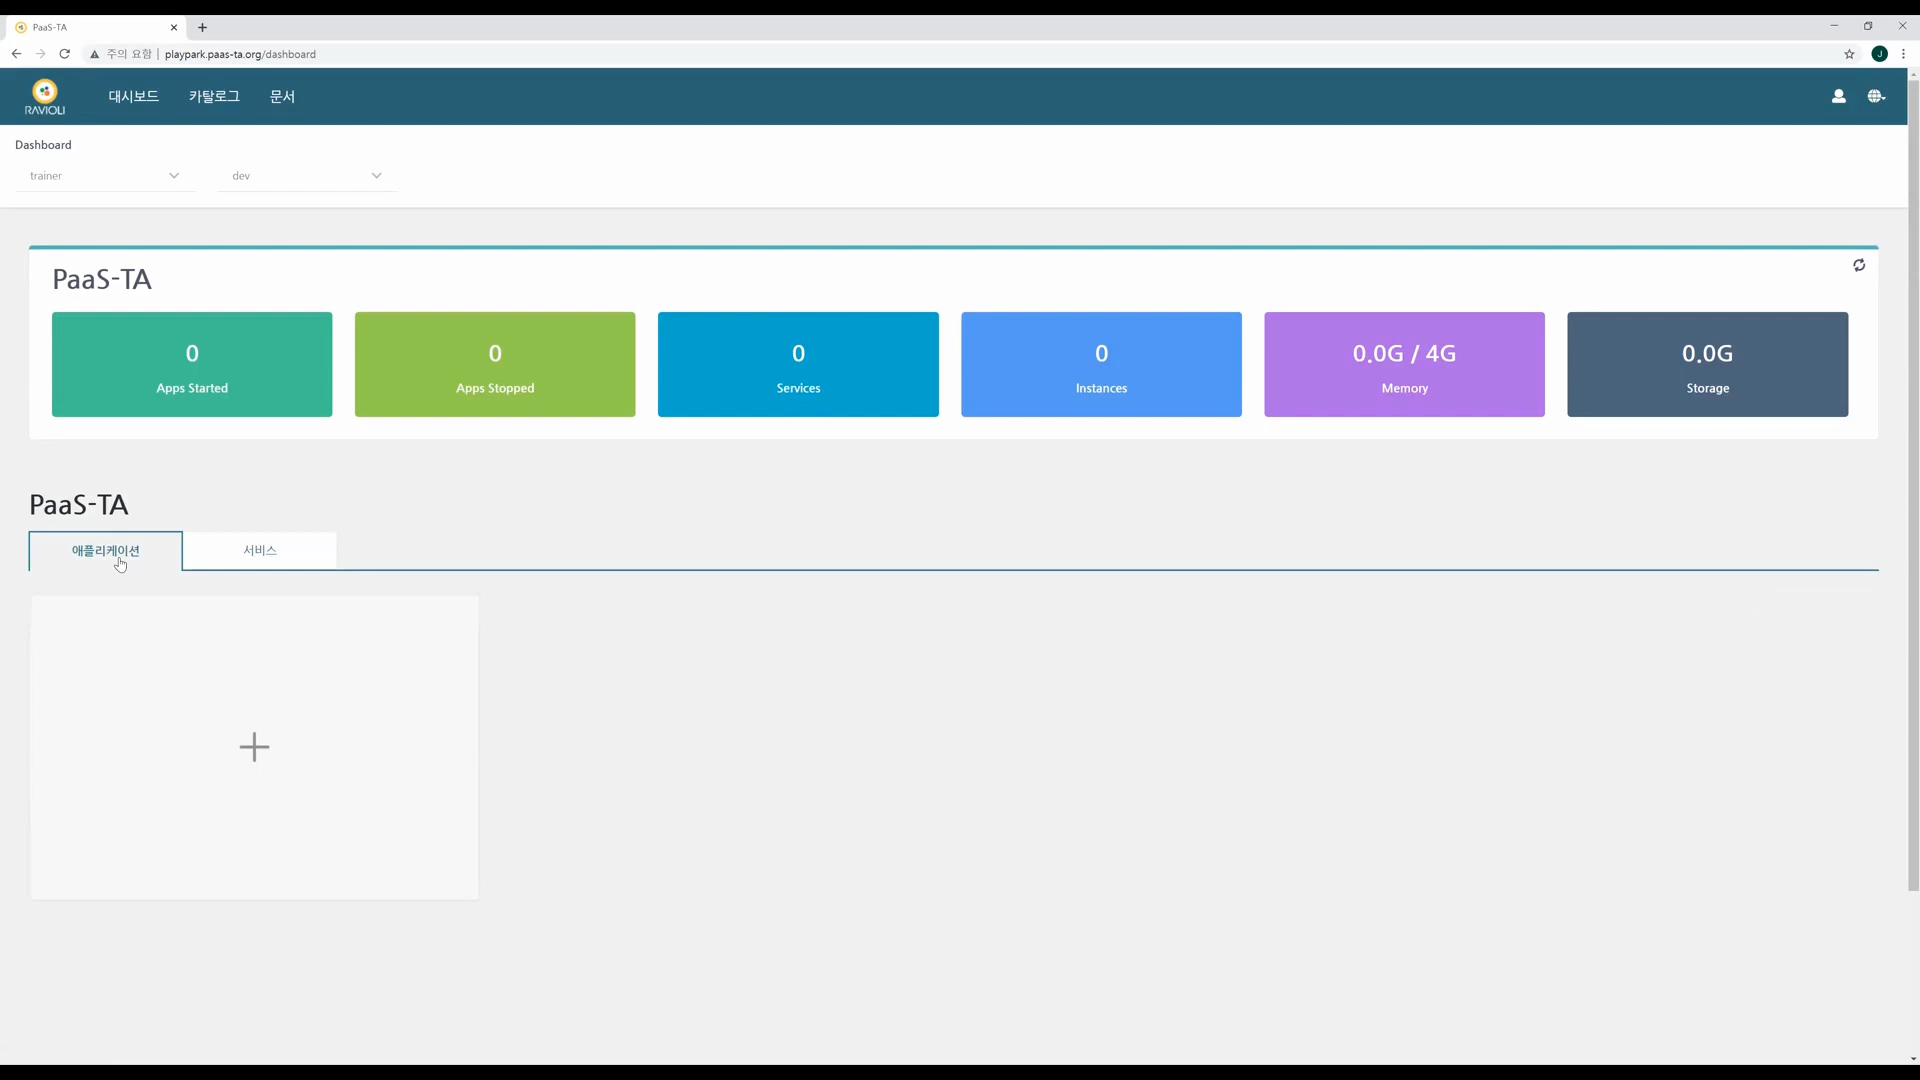 PaaS-TA
주의 요함 | playpark.paas-ta.org/dashboard
J
RAVIOLI
대시보드
카탈로그
문서
Dashboard
trainer
dev
PaaS-TA
0
Apps Started
0
Apps Stopped
0
Services
0
Instances
0.0G / 4G
Memory
0.0G
Storage
PaaS-TA
애플리케이션
서비스